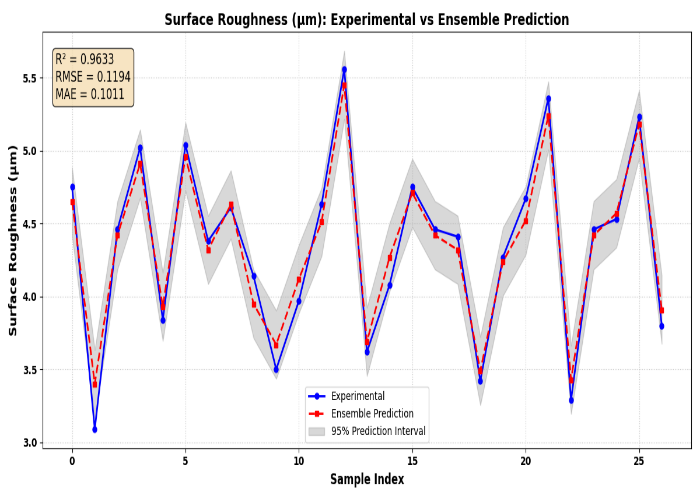 Surface Roughness (μm): Experimental vs Ensemble Prediction
R² = 0.9633
RMSE = 0.1194
MAE = 0.1011
Surface Roughness (μm)
5.5
5.0
4.5
4.0
3.5
3.0
Experimental
Ensemble Prediction
95% Prediction Interval
0 5 10 15 20 25
Sample Index